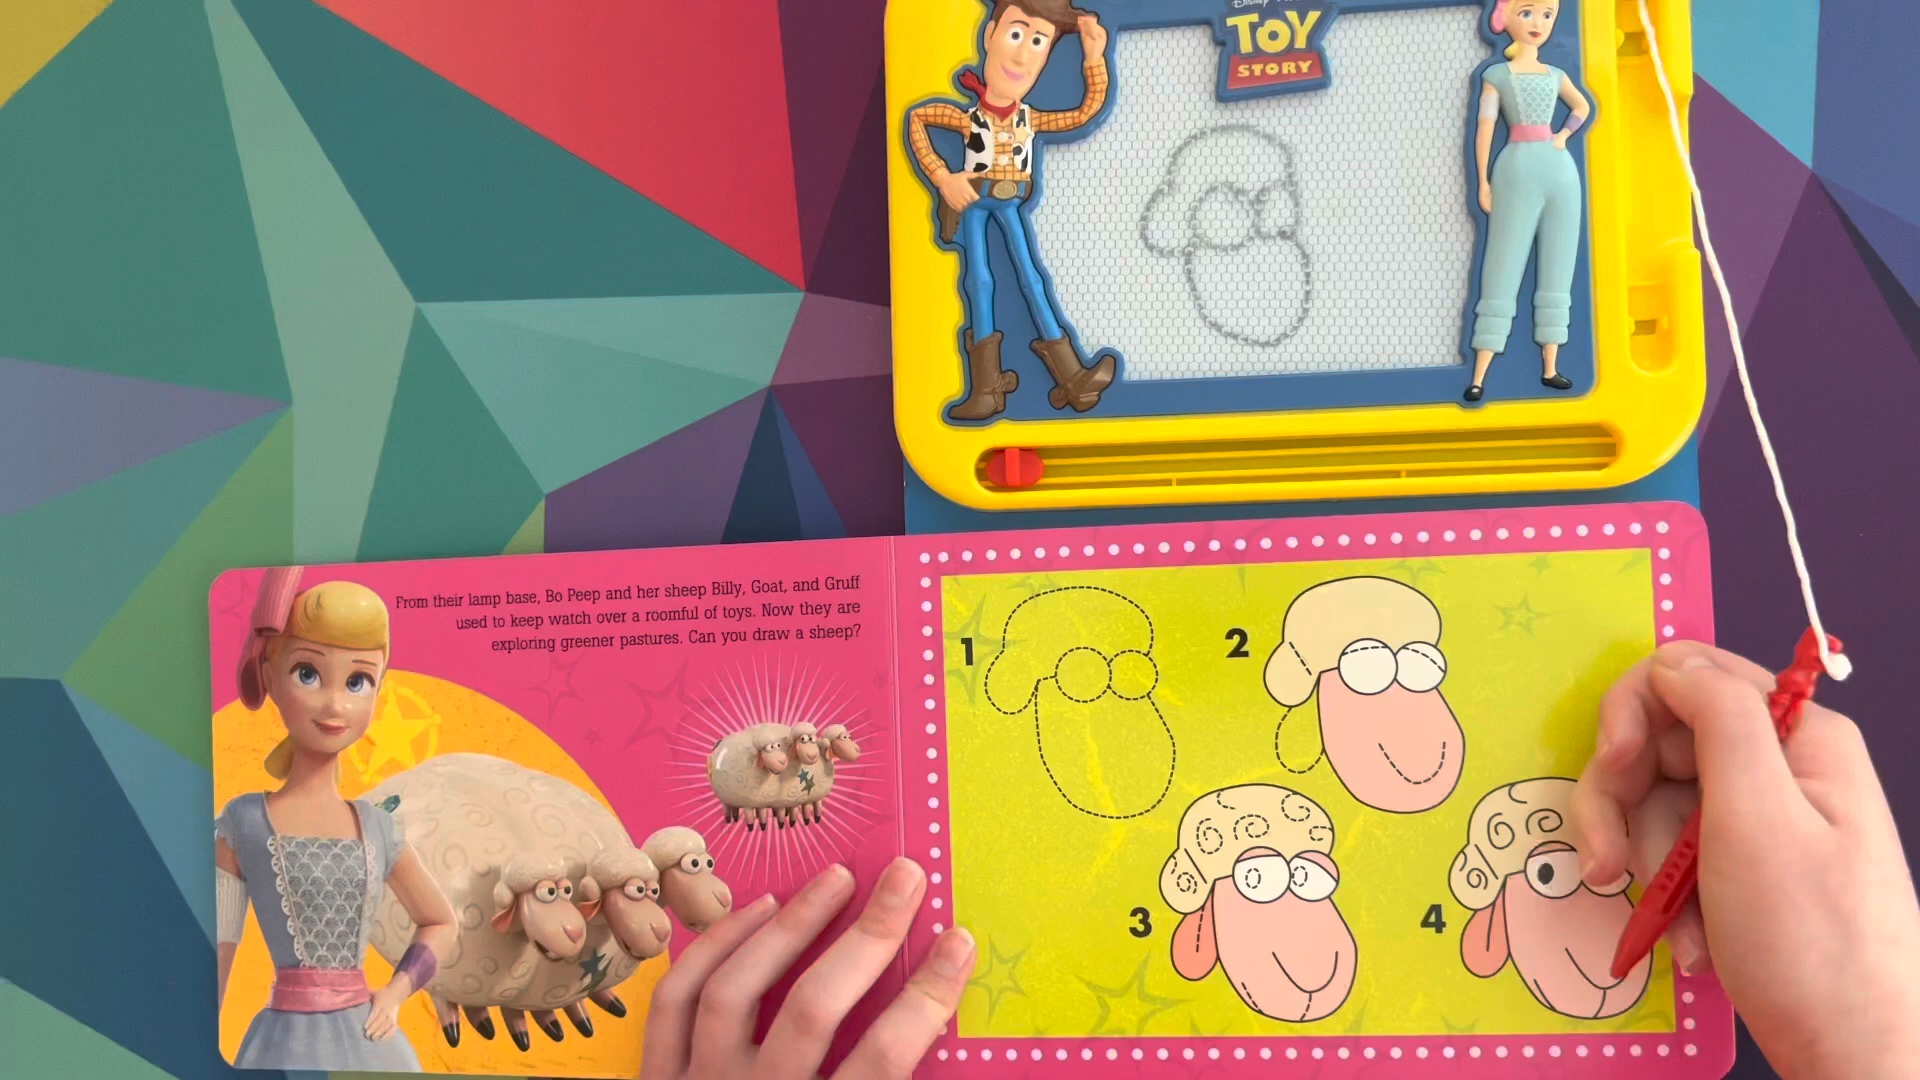 TOY
STORY
From their lamp base, Bo Peep and her sheep Billy, Goat, and Gruff
used to keep watch over a roomful of toys. Now they are
exploring greener pastures. Can you draw a sheep?
1
2
3
4